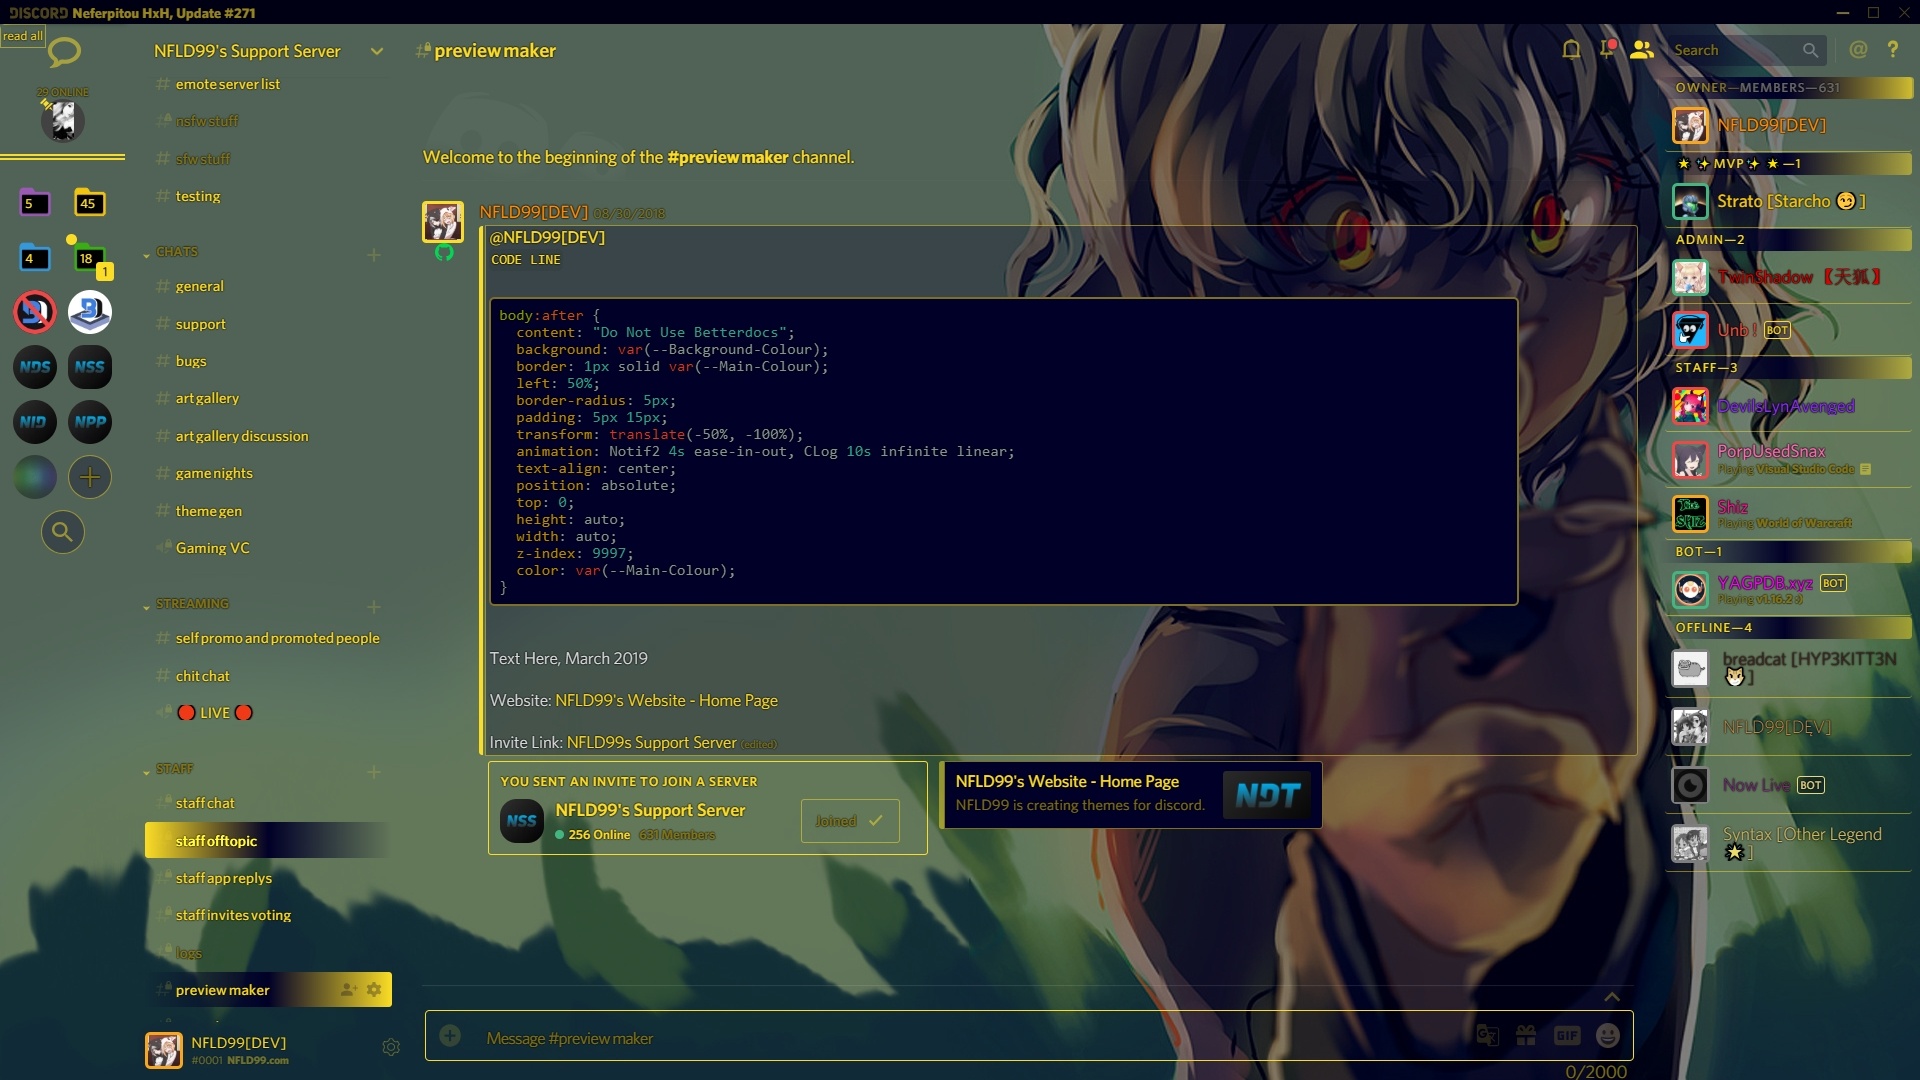 DISCORD Neferpitou HxH, Update #271
read all
29 ONLINE
5
45
4
18
1
NDS
NSS
NID
NPP
NFLD99's Support Server
emote server list
nsfw stuff
sfw stuff
testing
CHATS
general
support
bugs
art gallery
art gallery discussion
game nights
theme gen
Gaming VC
STREAMING
self promo and promoted people
chit chat
🔴 LIVE 🔴
STAFF
staff chat
staff offtopic
staff app replys
staff invites voting
logs
preview maker
NFLD99[DEV]
#0001 NFLD99.com
# preview maker
Search
Welcome to the beginning of the #preview maker channel.
NFLD99[DEV] 08/30/2018
@NFLD99[DEV]
CODE LINE
body:after {
content: "Do Not Use Betterdocs";
background: var(--Background-Colour);
border: 1px solid var(--Main-Colour);
left: 50%;
border-radius: 5px;
padding: 5px 15px;
transform: translate(-50%, -100%);
animation: Notif2 4s ease-in-out, CLog 10s infinite linear;
text-align: center;
position: absolute;
top: 0;
height: auto;
width: auto;
z-index: 9997;
color: var(--Main-Colour);
}
Text Here, March 2019
Website: NFLD99's Website - Home Page
Invite Link: NFLD99s Support Server (edited)
YOU SENT AN INVITE TO JOIN A SERVER
NSS
NFLD99's Support Server
256 Online 631 Members
Joined
NFLD99's Website - Home Page
NFLD99 is creating themes for discord.
NDT
Message #preview maker
GIF
0/2000
OWNER—MEMBERS—631
NFLD99[DEV]
MVP —1
Strato [Starcho 😏]
ADMIN—2
TwinShadow 【天狐】
Unb ! BOT
STAFF—3
DevilsLynAvenged
PorpUsedSnax
Playing Visual Studio Code
Shiz
Playing World of Warcraft
BOT—1
YAGPDB.xyz BOT
Playing v1.16.2 :)
OFFLINE—4
breadcat [HYP3KITT3N
🐱]
NFLD99[DEV]
Now Live BOT
Syntax [Other Legend
🌟]